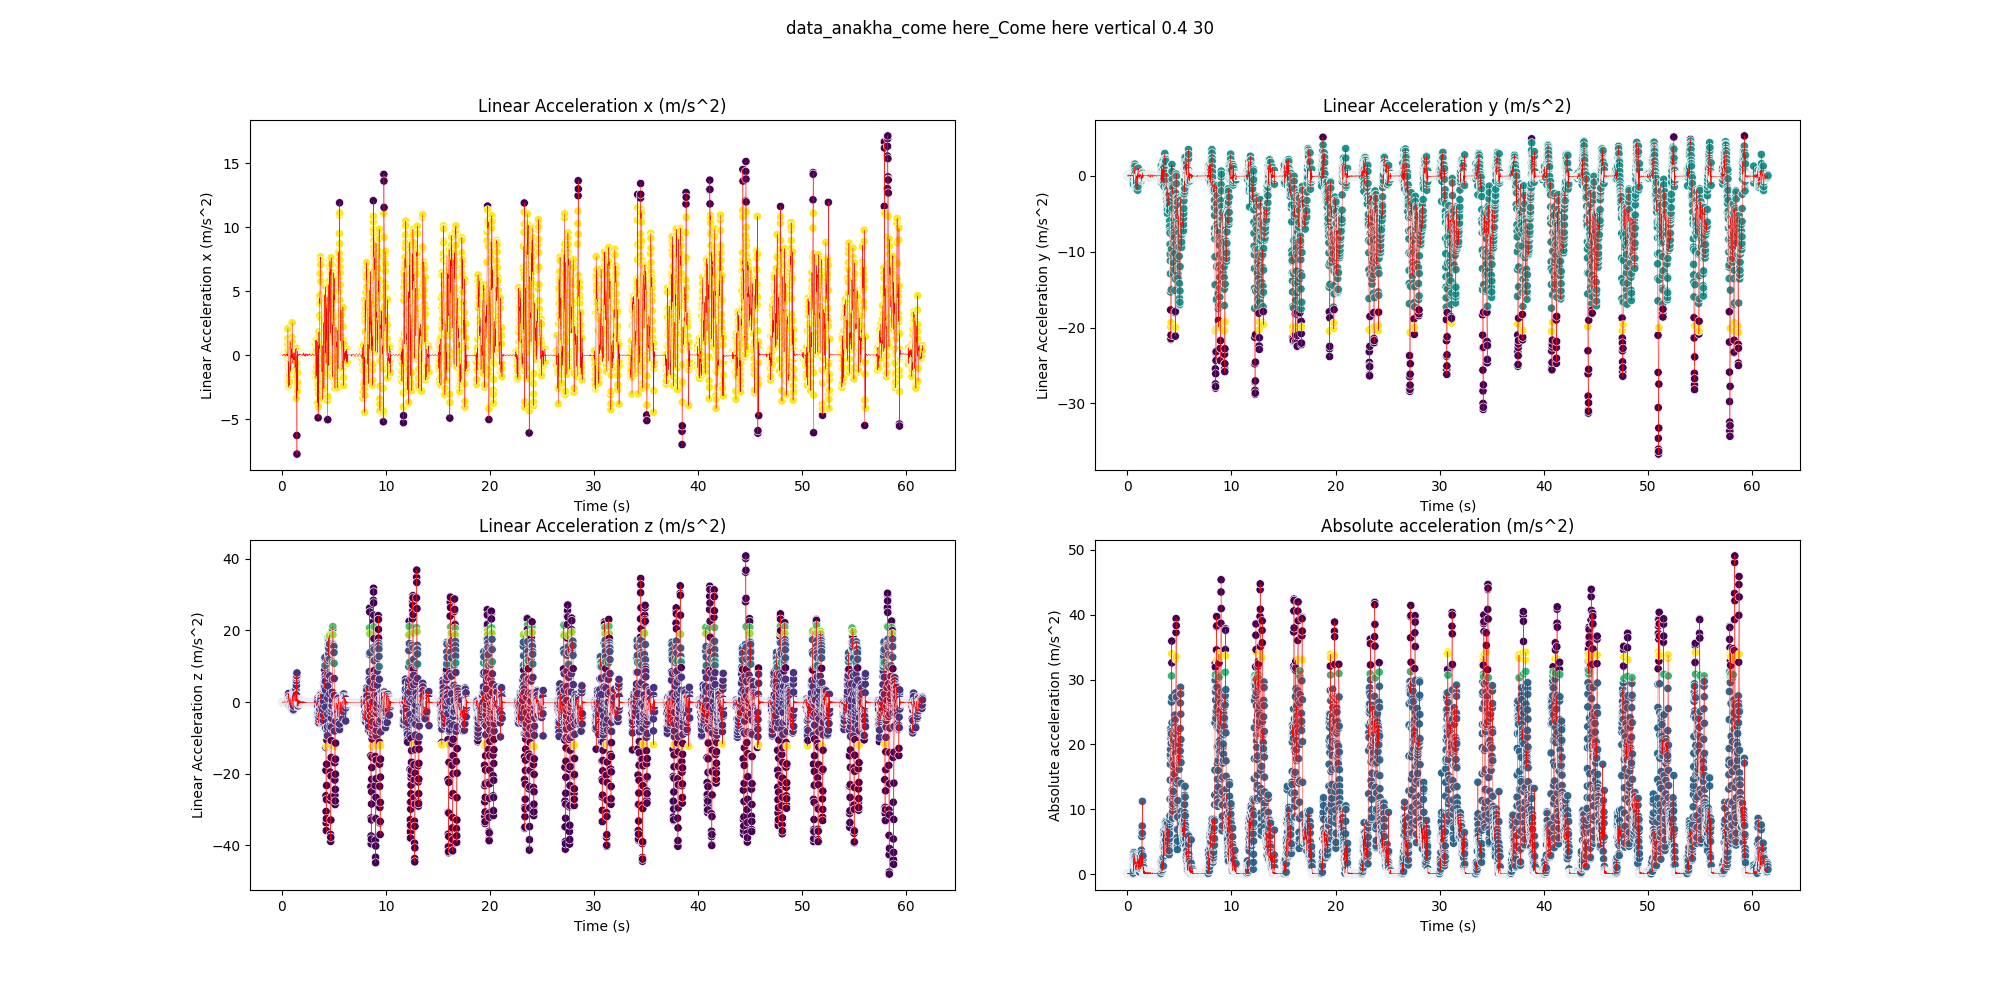 data_anakha_come here_Come here vertical 0.4 30
Linear Acceleration x (m/s^2)
Linear Acceleration x (m/s^2)
15
10
5
0
−5
0 10 20 30 40 50 60
Time (s)
Linear Acceleration y (m/s^2)
Linear Acceleration y (m/s^2)
0
−10
−20
−30
0 10 20 30 40 50 60
Time (s)
Linear Acceleration z (m/s^2)
Linear Acceleration z (m/s^2)
40
20
0
−20
−40
0 10 20 30 40 50 60
Time (s)
Absolute acceleration (m/s^2)
Absolute acceleration (m/s^2)
50
40
30
20
10
0
0 10 20 30 40 50 60
Time (s)